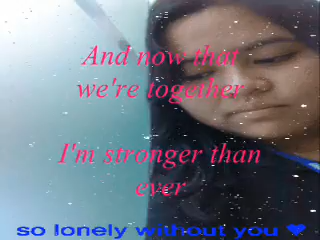 And now that
we're together
I'm stronger than
ever
so lonely without you ❤